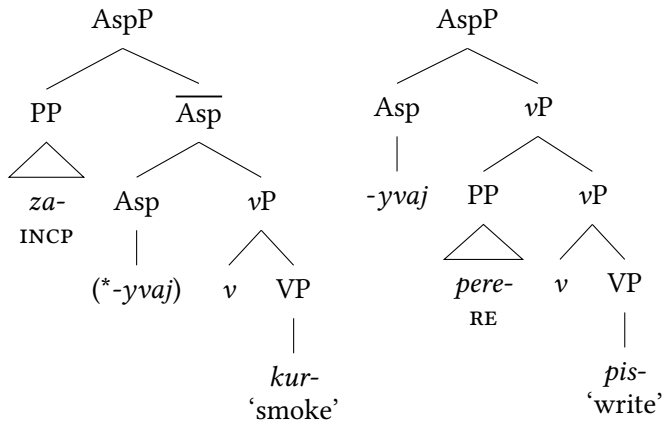 AspP AspP
PP Asp Asp vP
za- Asp vP -yvaj PP vP
INCP (*-yvaj) v VP pere- v VP
RE
kur- pis-
‘smoke’ ‘write’